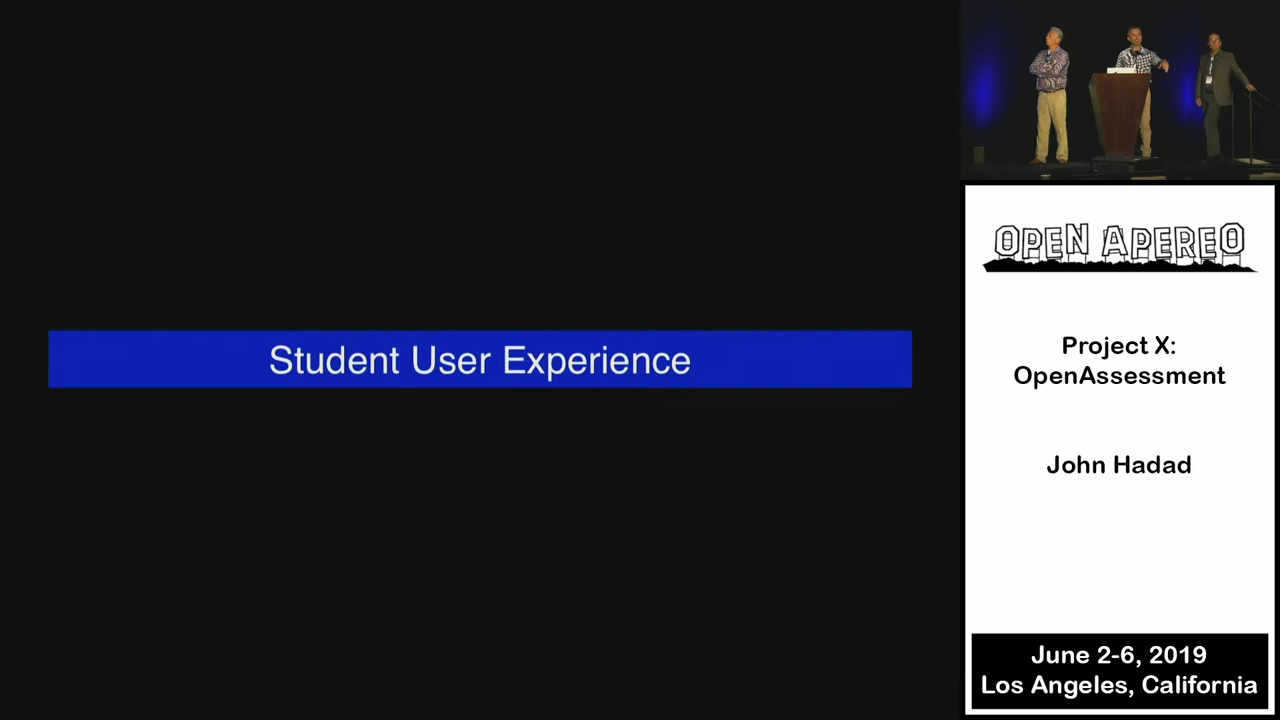 Student User Experience
OPEN APEREO
Project X:
OpenAssessment
John Hadad
June 2-6, 2019
Los Angeles, California